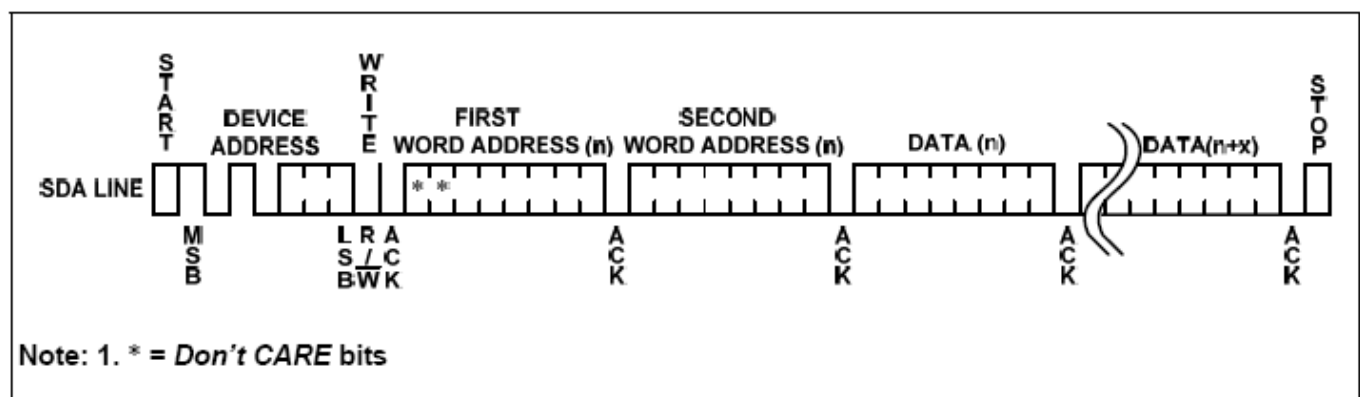 START
WRITE
STOP
DEVICE
ADDRESS
FIRST
WORD ADDRESS (n)
SECOND
WORD ADDRESS (n)
DATA (n)
DATA(n+x)
SDA LINE
* *
MSB
LSB
R/W
ACK
ACK
ACK
ACK
ACK
Note: 1. * = Don't CARE bits